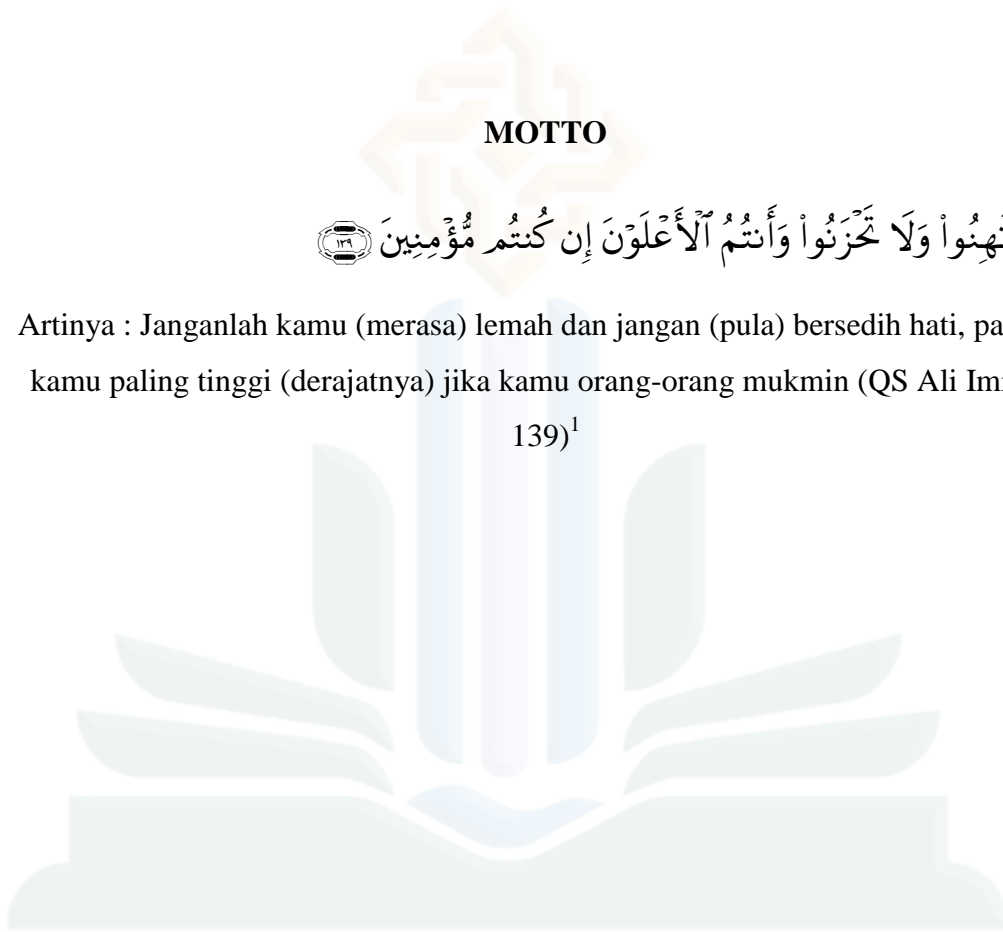 MOTTO
تَهِنُوا۟ وَلَا تَحْزَنُوا۟ وَأَنتُمُ ٱلْأَعْلَوْنَ إِن كُنتُم مُّؤْمِنِينَ ١٣٩
Artinya : Janganlah kamu (merasa) lemah dan jangan (pula) bersedih hati, pa
kamu paling tinggi (derajatnya) jika kamu orang-orang mukmin (QS Ali Im
139)¹